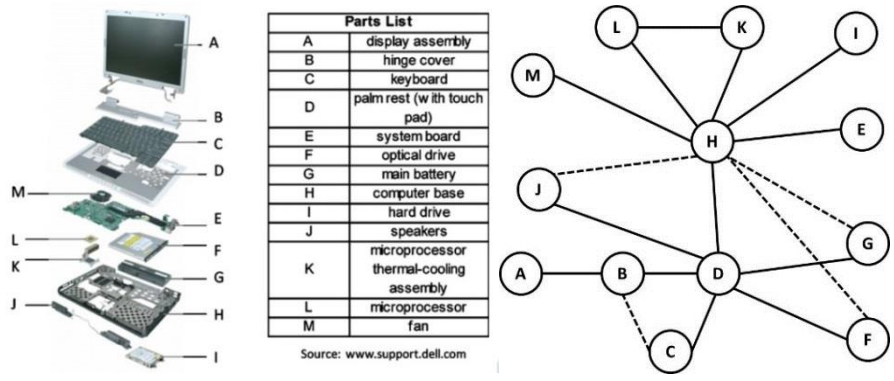 A
B
C
D
M
E
L
F
K
G
J
H
I
Parts List
A display assembly
B hinge cover
C keyboard
D palm rest (with touch
pad)
E system board
F optical drive
G main battery
H computer base
I hard drive
J speakers
K microprocessor
thermal-cooling
assembly
L microprocessor
M fan
Source: www.support.dell.com
L
K
I
M
H
E
J
G
A
B
D
C
F